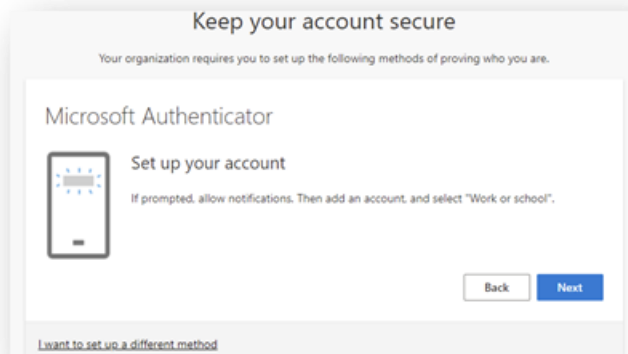 Keep your account secure
Your organization requires you to set up the following methods of proving who you are.
Microsoft Authenticator
Set up your account
If prompted, allow notifications. Then add an account, and select "Work or school".
Back
Next
I want to set up a different method